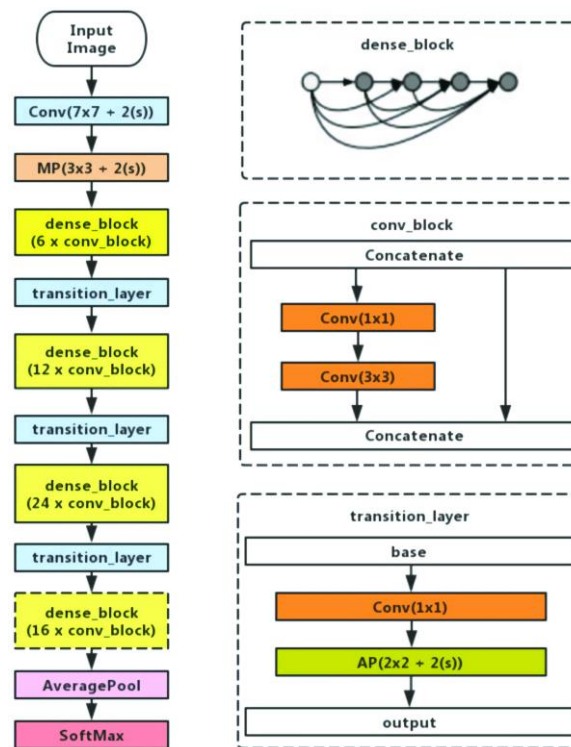 Input
Image
Conv(7x7 + 2(s))
MP(3x3 + 2(s))
dense_block
(6 x conv_block)
transition_layer
dense_block
(12 x conv_block)
transition_layer
dense_block
(24 x conv_block)
transition_layer
dense_block
(16 x conv_block)
AveragePool
SoftMax
dense_block
conv_block
Concatenate
Conv(1x1)
Conv(3x3)
Concatenate
transition_layer
base
Conv(1x1)
AP(2x2 + 2(s))
output